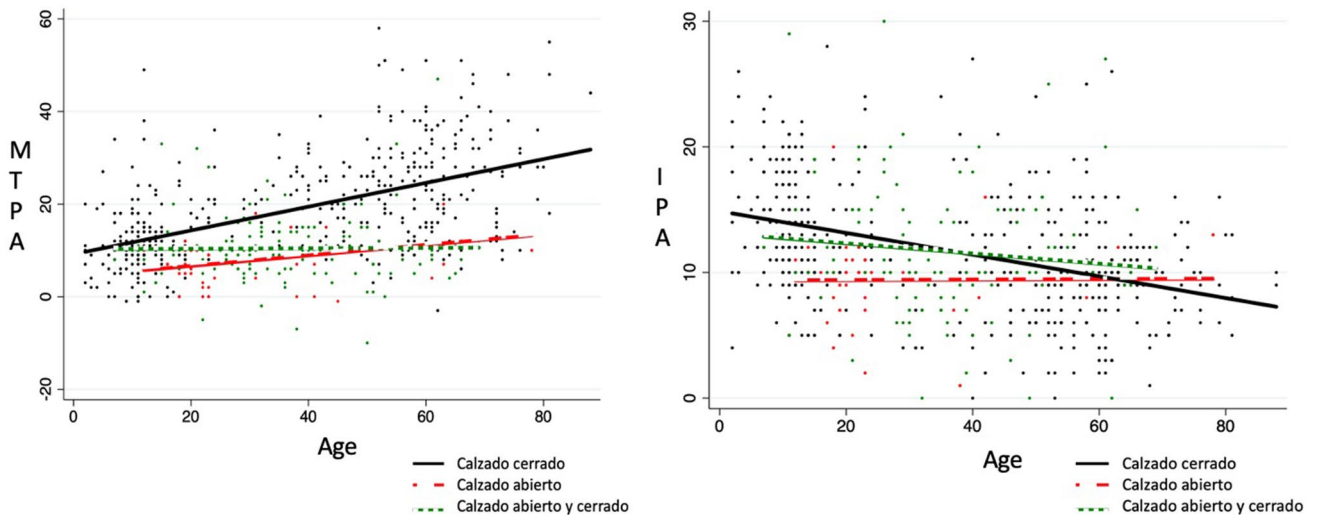 M
T
P
A
60
40
20
0
-20
0 20 40 60 80
Age
Calzado cerrado
Calzado abierto
Calzado abierto y cerrado
I
P
A
30
20
10
0
0 20 40 60 80
Age
Calzado cerrado
Calzado abierto
Calzado abierto y cerrado